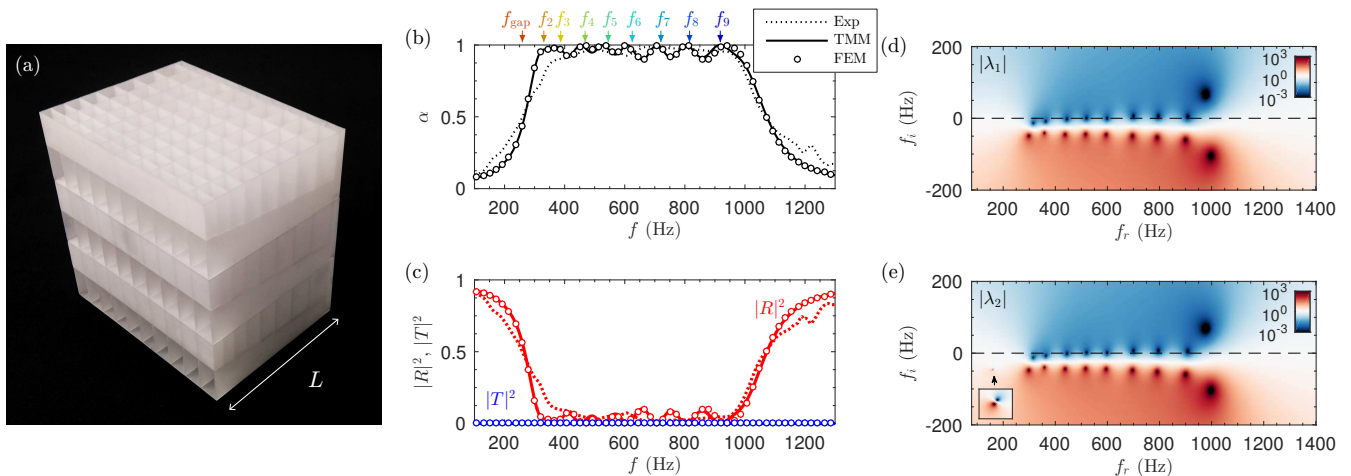 (a)
L
f_gap f_2 f_3 f_4 f_5 f_6 f_7 f_8 f_9
(b)
Exp
TMM
FEM
1
0.5
0
α
200 400 600 800 1000 1200
f (Hz)
(c)
1
0.5
0
|R|^2, |T|^2
|R|^2
|T|^2
200 400 600 800 1000 1200
f (Hz)
(d)
|λ_1|
10^3
10^0
10^-3
200
0
-200
f_i (Hz)
200 400 600 800 1000 1200 1400
f_r (Hz)
(e)
|λ_2|
10^3
10^0
10^-3
200
0
-200
f_i (Hz)
200 400 600 800 1000 1200 1400
f_r (Hz)